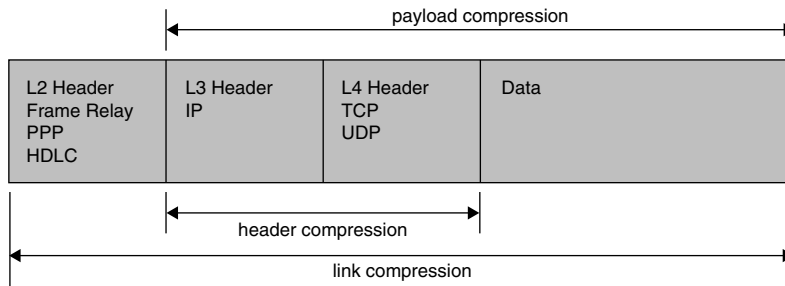 payload compression
L2 Header
Frame Relay
PPP
HDLC
L3 Header
IP
L4 Header
TCP
UDP
Data
header compression
link compression